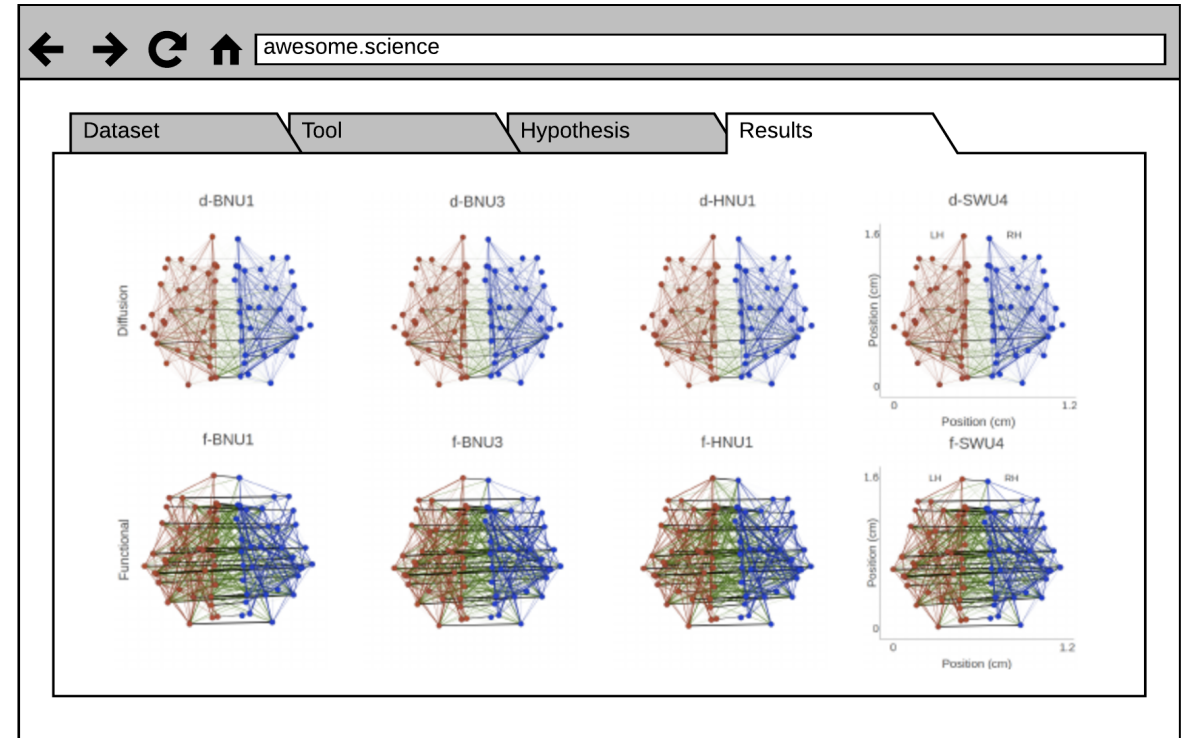 awesome.science
Dataset
Tool
Hypothesis
Results
d-BNU1
d-BNU3
d-HNU1
d-SWU4
Diffusion
1.6
LH
RH
Position (cm)
0
0
1.2
Position (cm)
f-BNU1
f-BNU3
f-HNU1
f-SWU4
Functional
1.6
LH
RH
Position (cm)
0
0
1.2
Position (cm)